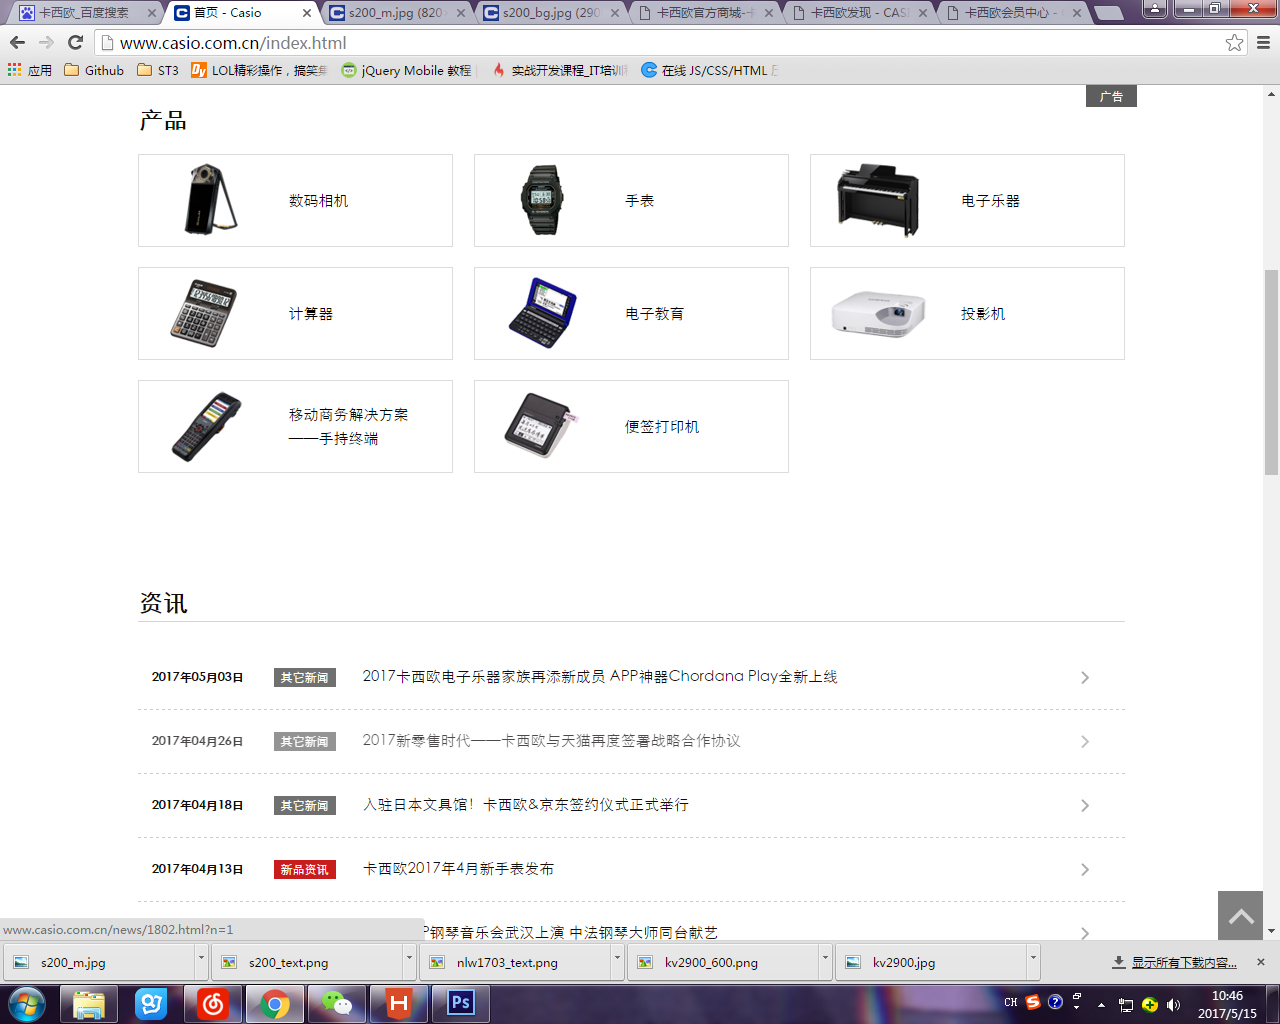 卡西欧_百度搜索
首页 - Casio
s200_m.jpg (820
s200_bg.jpg (290
卡西欧官方商城-
卡西欧发现 - CAS
卡西欧会员中心 -
www.casio.com.cn/index.html
应用
Github
ST3
LOL精彩操作，搞笑集
jQuery Mobile 教程
实战开发课程_IT培训
在线 JS/CSS/HTML
广告
产品
数码相机
手表
电子乐器
计算器
电子教育
投影机
移动商务解决方案
——手持终端
便签打印机
资讯
2017年05月03日 其它新闻 2017卡西欧电子乐器家族再添新成员 APP神器Chordana Play全新上线
2017年04月26日 其它新闻 2017新零售时代——卡西欧与天猫再度签署战略合作协议
2017年04月18日 其它新闻 入驻日本文具馆！卡西欧&京东签约仪式正式举行
2017年04月13日 新品资讯 卡西欧2017年4月新手表发布
P钢琴音乐会武汉上演 中法钢琴大师同台献艺
www.casio.com.cn/news/1802.html?n=1
s200_m.jpg
s200_text.png
nlw1703_text.png
kv2900_600.png
kv2900.jpg
显示所有下载内容...
CH
10:46
2017/5/15